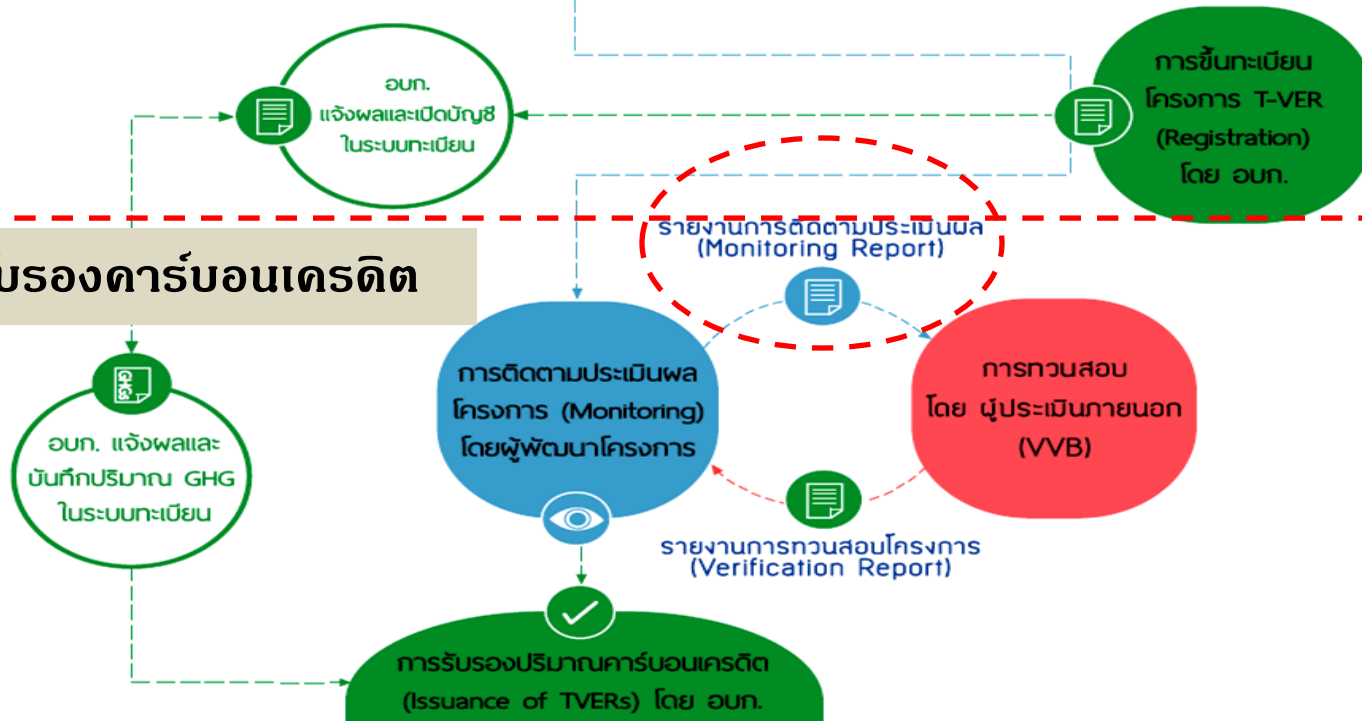 อบก.
แจ้งผลและเปิดบัญชี
ในระบบทะเบียน
การขึ้นทะเบียน
โครงการ T-VER
(Registration)
โดย อบก.
รายงานการติดตามประเมินผล
(Monitoring Report)
รับรองคาร์บอนเครดิต
การติดตามประเมินผล
โครงการ (Monitoring)
โดยผู้พัฒนาโครงการ
การทวนสอบ
โดย ผู้ประเมินภายนอก
(VVB)
GHGs
อบก. แจ้งผลและ
บันทึกปริมาณ GHG
ในระบบทะเบียน
รายงานการทวนสอบโครงการ
(Verification Report)
การรับรองปริมาณคาร์บอนเครดิต
(Issuance of TVERs) โดย อบก.